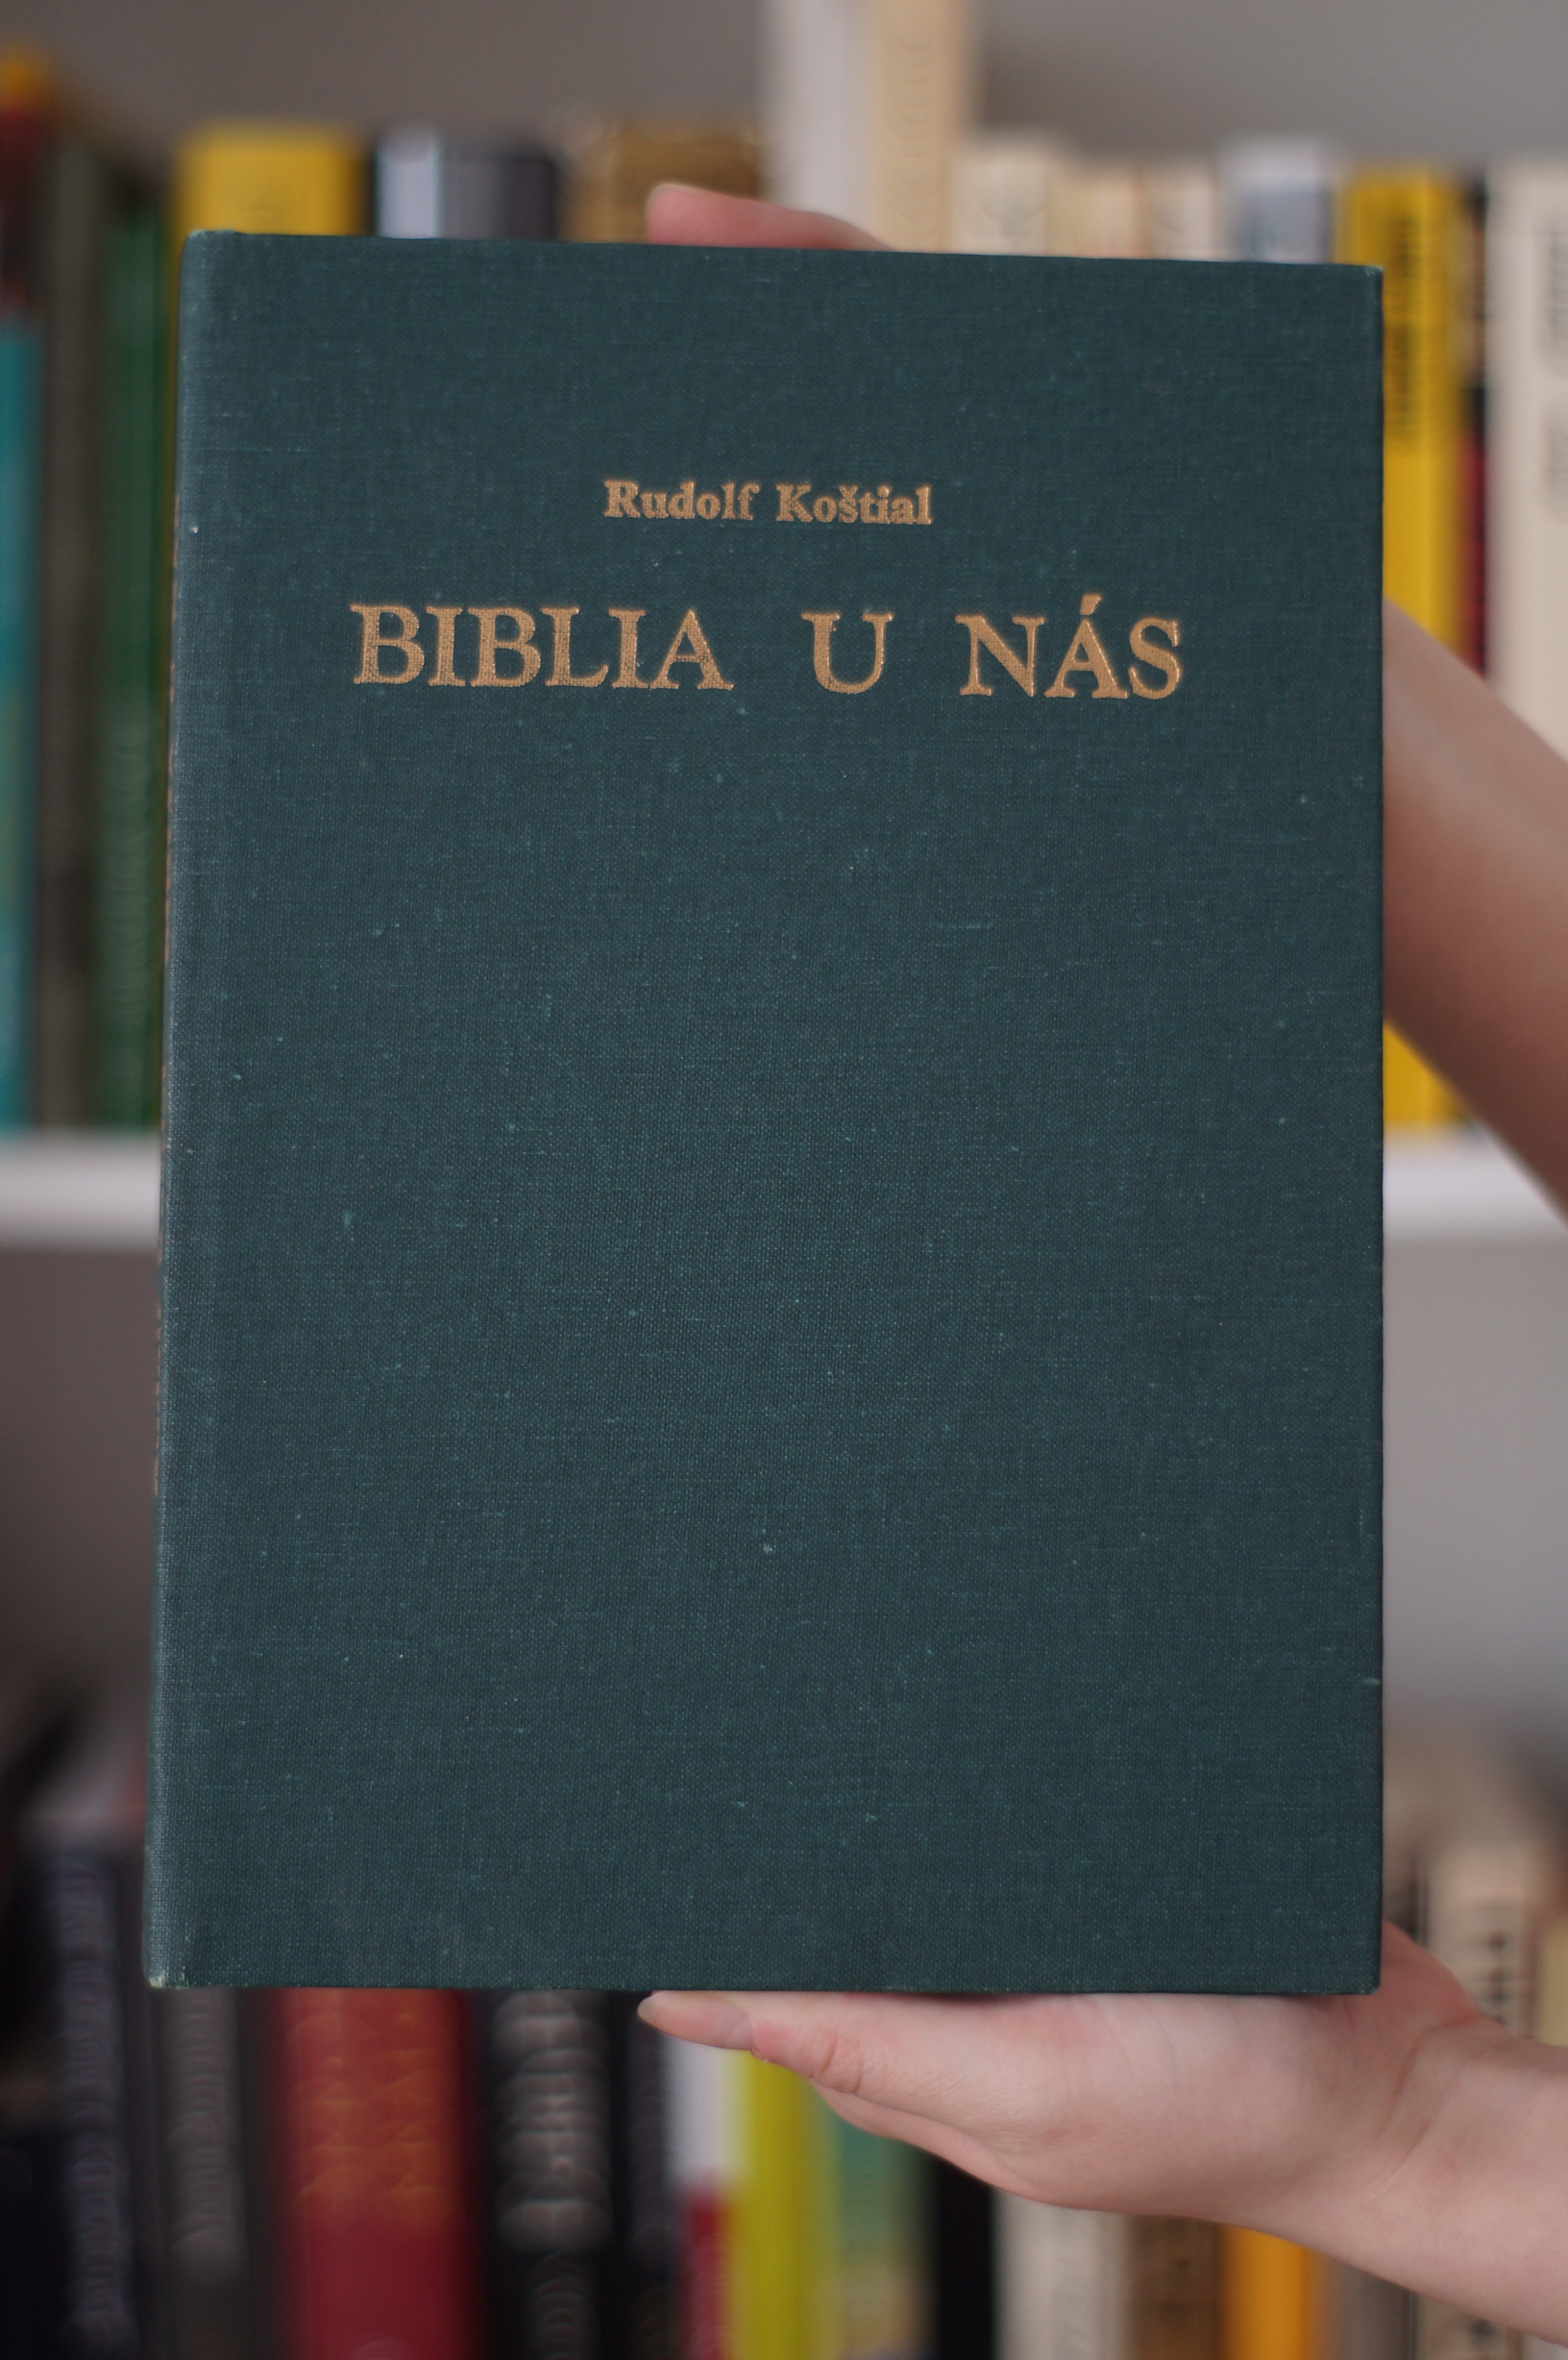 Rudolf Koštial
BIBLIA U NÁS